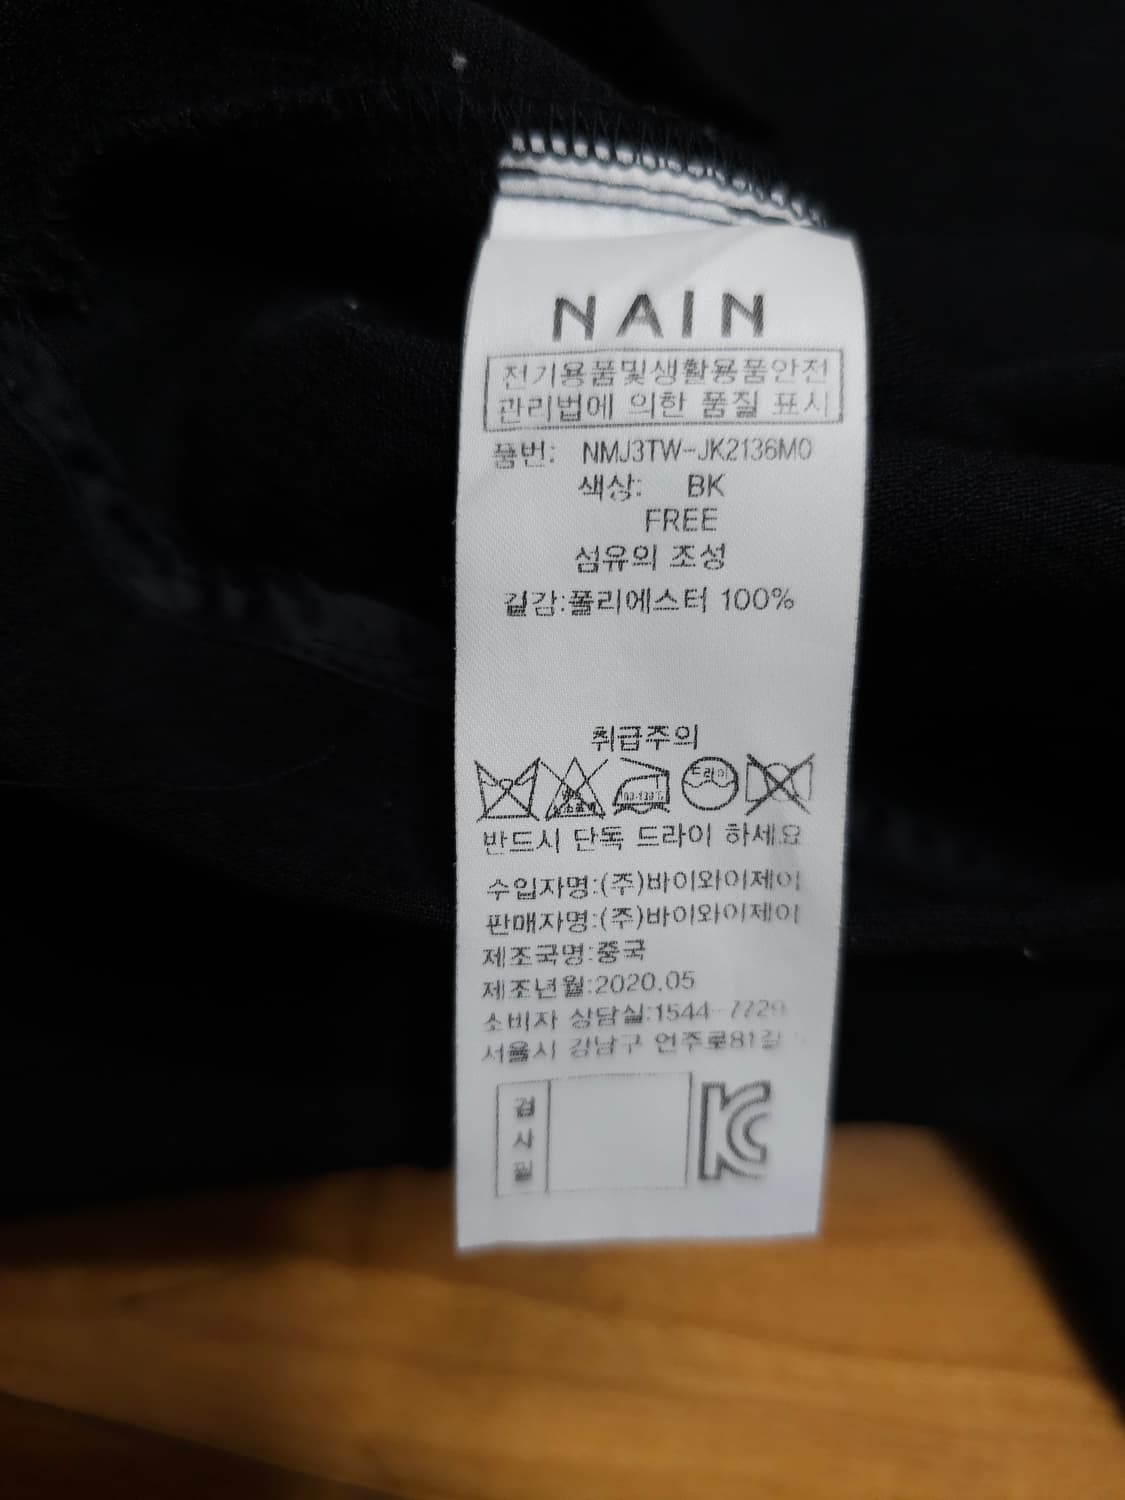 NAIN
전기용품및생활용품안전
관리법에 의한 품질 표시
품번: NMJ3TW-JK2136M0
색상: BK
FREE
섬유의 조성
겉감:폴리에스터 100%
취급주의
드라이
반드시 단독 드라이 하세요
수입자명:(주)바이와이제이
판매자명:(주)바이와이제이
제조국명:중국
제조년월:2020.05
소비자 상담실:1544-7720
서울시 강남구 언주로81길
검
사
필
KC